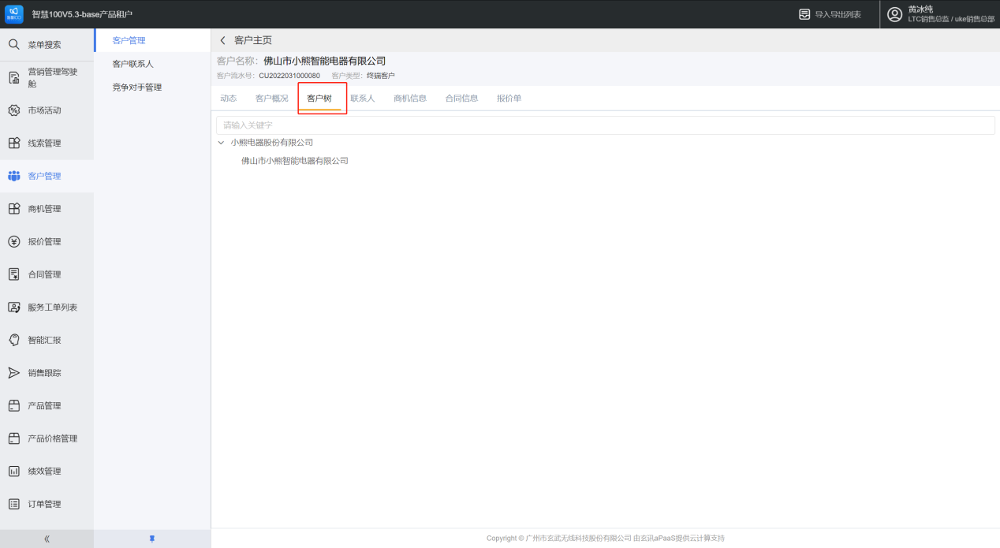 智慧100V5.3-base产品租户
导入导出列表
黄冰纯
LTC销售总监 / uke销售总部
菜单搜索
营销管理驾驶
舱
市场活动
线索管理
客户管理
商机管理
报价管理
合同管理
服务工单列表
智能汇报
销售跟踪
产品管理
产品价格管理
绩效管理
订单管理
客户管理
客户联系人
竞争对手管理
客户主页
客户名称: 佛山市小熊智能电器有限公司
客户流水号: CU2022031000080 客户类型: 终端客户
动态 客户概况 客户树 联系人 商机信息 合同信息 报价单
请输入关键字
小熊电器股份有限公司
佛山市小熊智能电器有限公司
Copyright © 广州市玄武无线科技股份有限公司 由玄讯aPaaS提供云计算支持